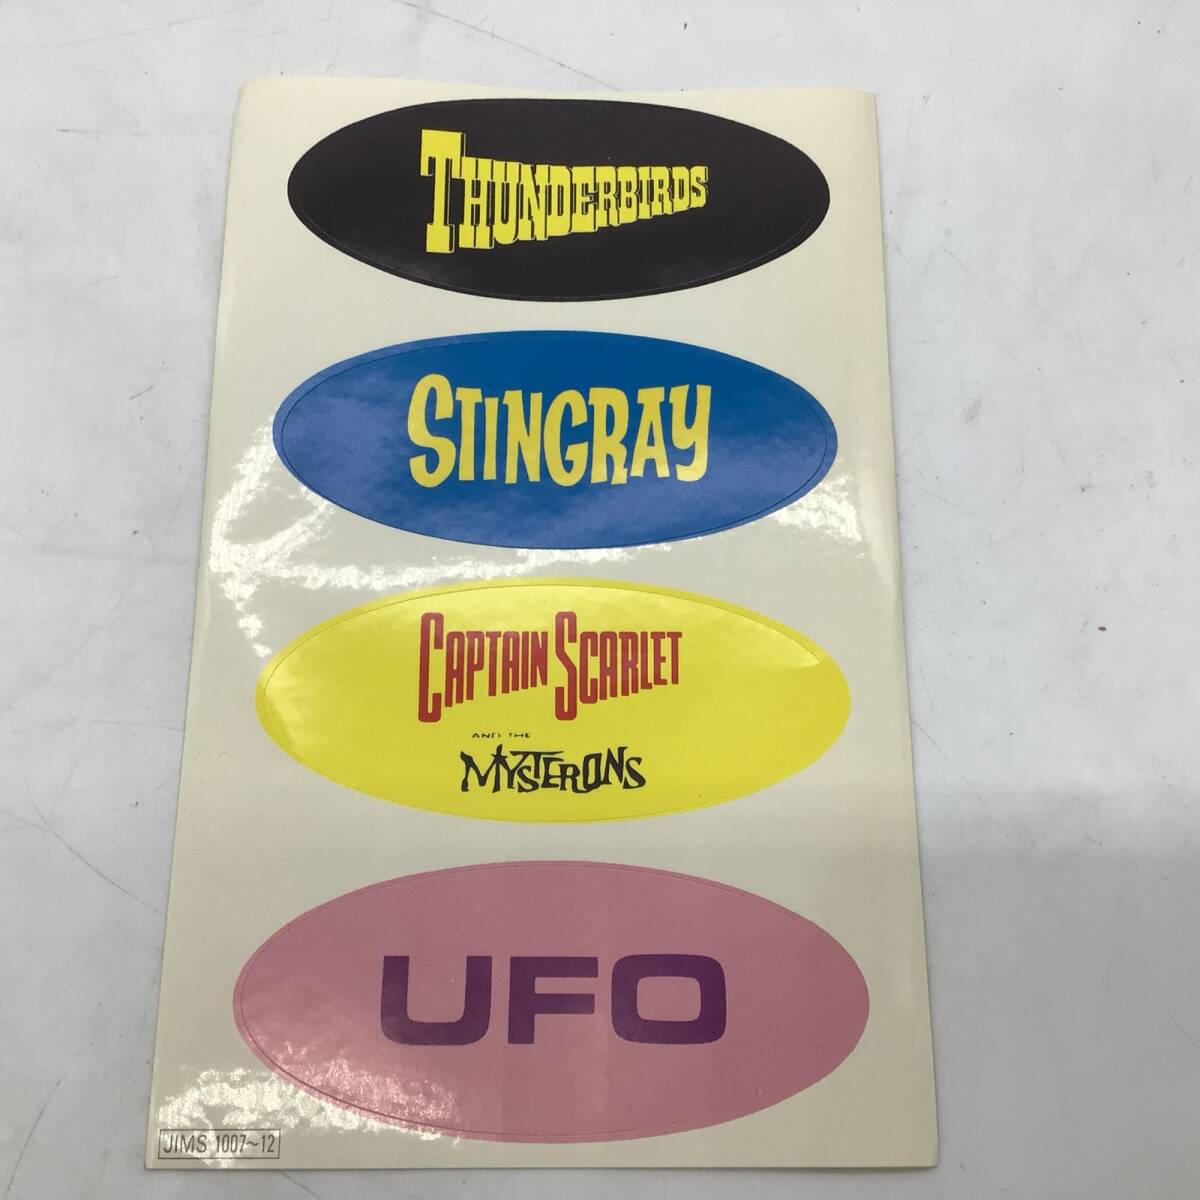 THUNDERBIRDS
STINGRAY
CAPTAIN SCARLET
AND THE
MYSTERONS
UFO
JIMS 1007~12